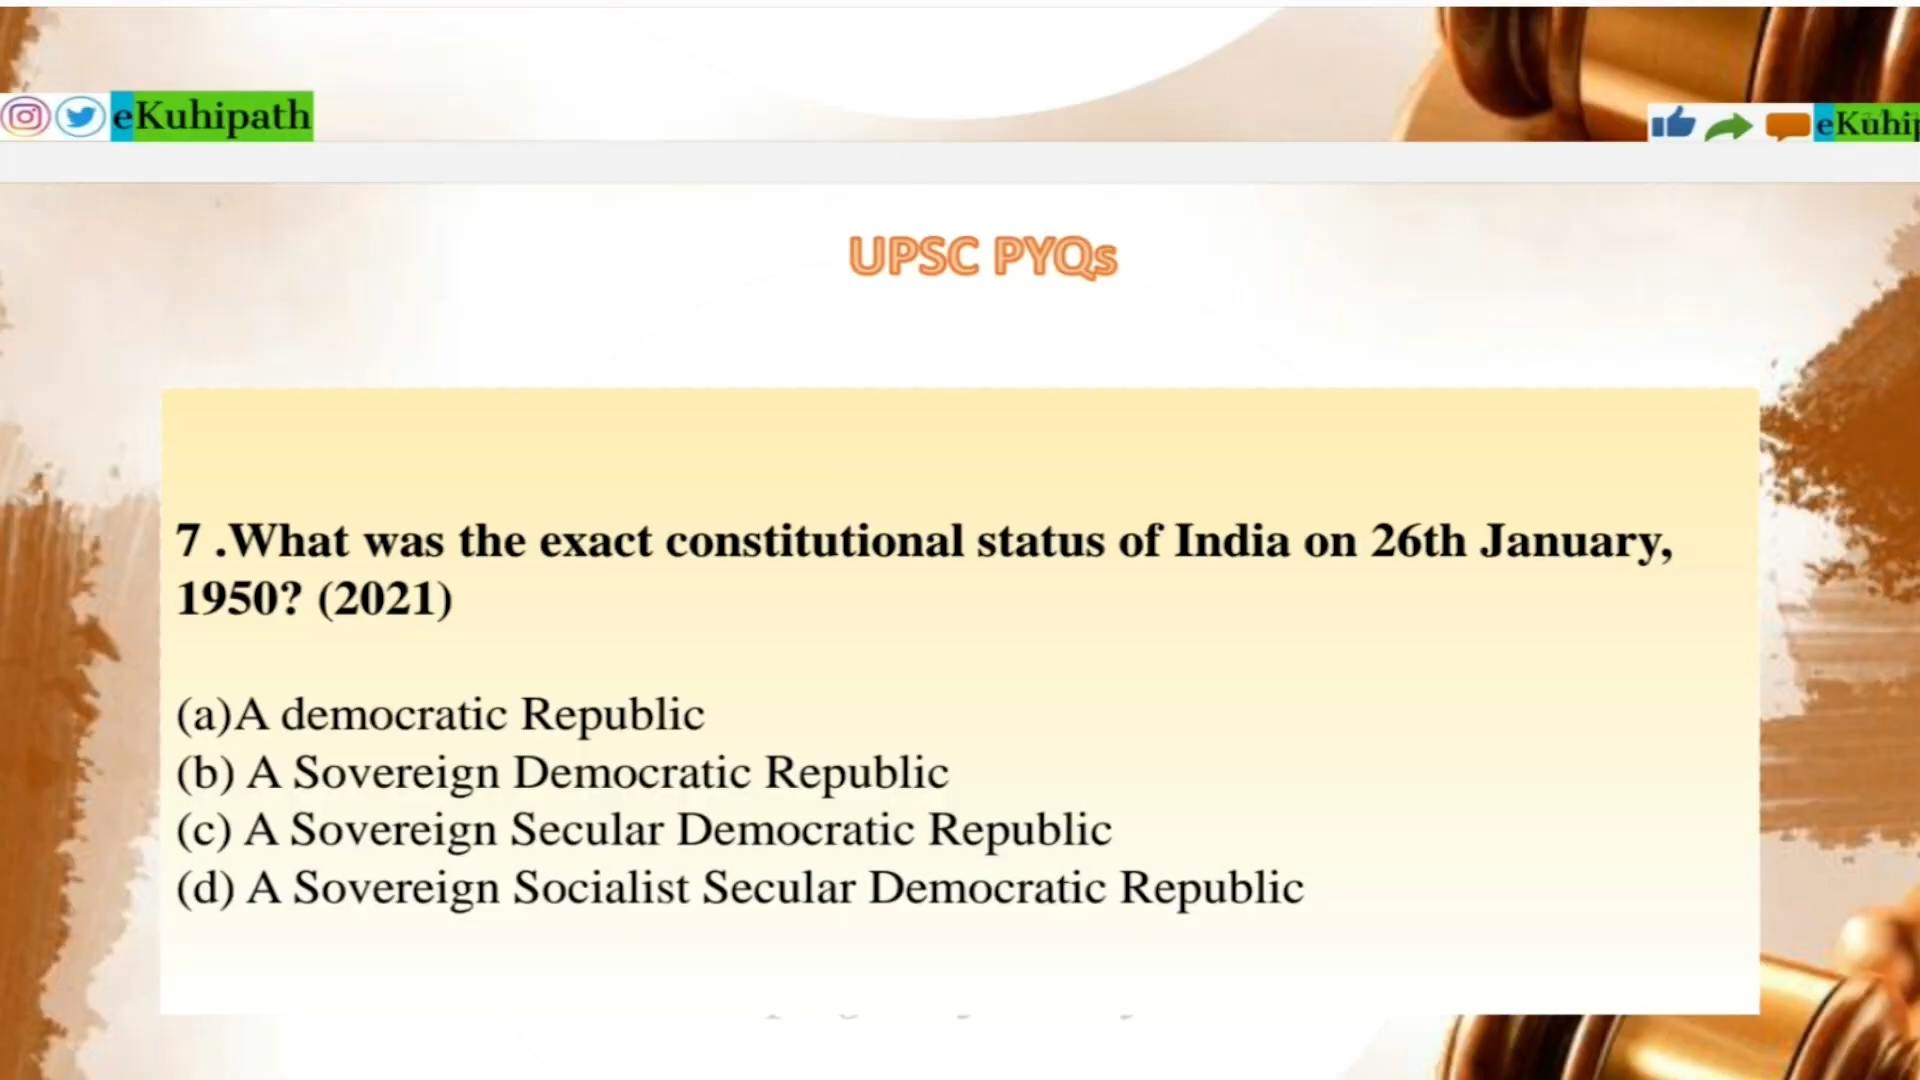 eKuhipath
UPSC PYQs
7 .What was the exact constitutional status of India on 26th January,
1950? (2021)
(a)A democratic Republic
(b) A Sovereign Democratic Republic
(c) A Sovereign Secular Democratic Republic
(d) A Sovereign Socialist Secular Democratic Republic